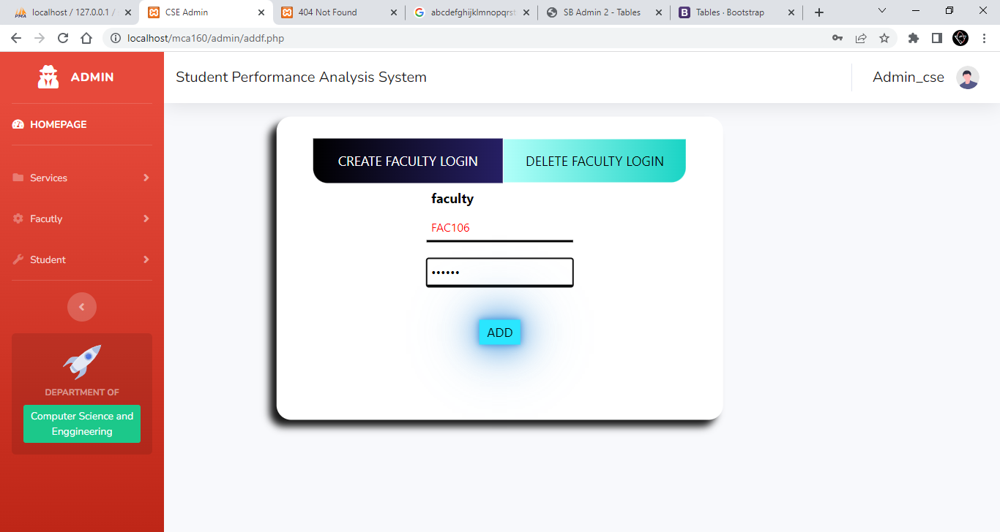 localhost / 127.0.0.1 /
CSE Admin
404 Not Found
abcdefghijklmnopqrst
SB Admin 2 - Tables
Tables · Bootstrap
localhost/mca160/admin/addf.php
ADMIN
Student Performance Analysis System
Admin_cse
HOMEPAGE
Services
Facutly
Student
DEPARTMENT OF
Computer Science and
Enggineering
CREATE FACULTY LOGIN
DELETE FACULTY LOGIN
faculty
FAC106
••••••
ADD